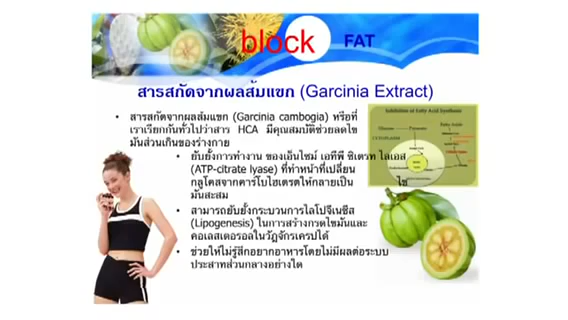 block FAT
สารสกัดจากผลส้มแขก (Garcinia Extract)
• สารสกัดจากผลส้มแขก (Garcinia cambogia) หรือที่
เราเรียกกันทั่วไปว่าสาร HCA มีคุณสมบัติช่วยลดไข
มันส่วนเกินของร่างกาย
• ยับยั้งการทำงาน ของเอ็นไซม์ เอทีพี ซิเตรท ไลเอส
(ATP-citrate lyase) ที่ทำหน้าที่เปลี่ยน
กลูโคสจากคาร์โบไฮเดรตให้กลายเป็น ไข
มันสะสม
• สามารถยับยั้งกระบวนการไลโปจีเนซีส
(Lipogenesis) ในการสร้างกรดไขมันและ
คอเลสเตอรอลในวัฏจักรเครปได้
• ช่วยให้ไม่รู้สึกอยากอาหารโดยไม่มีผลต่อระบบ
ประสาทส่วนกลางอย่างใด
Inhibition of Fatty Acid Synthesis